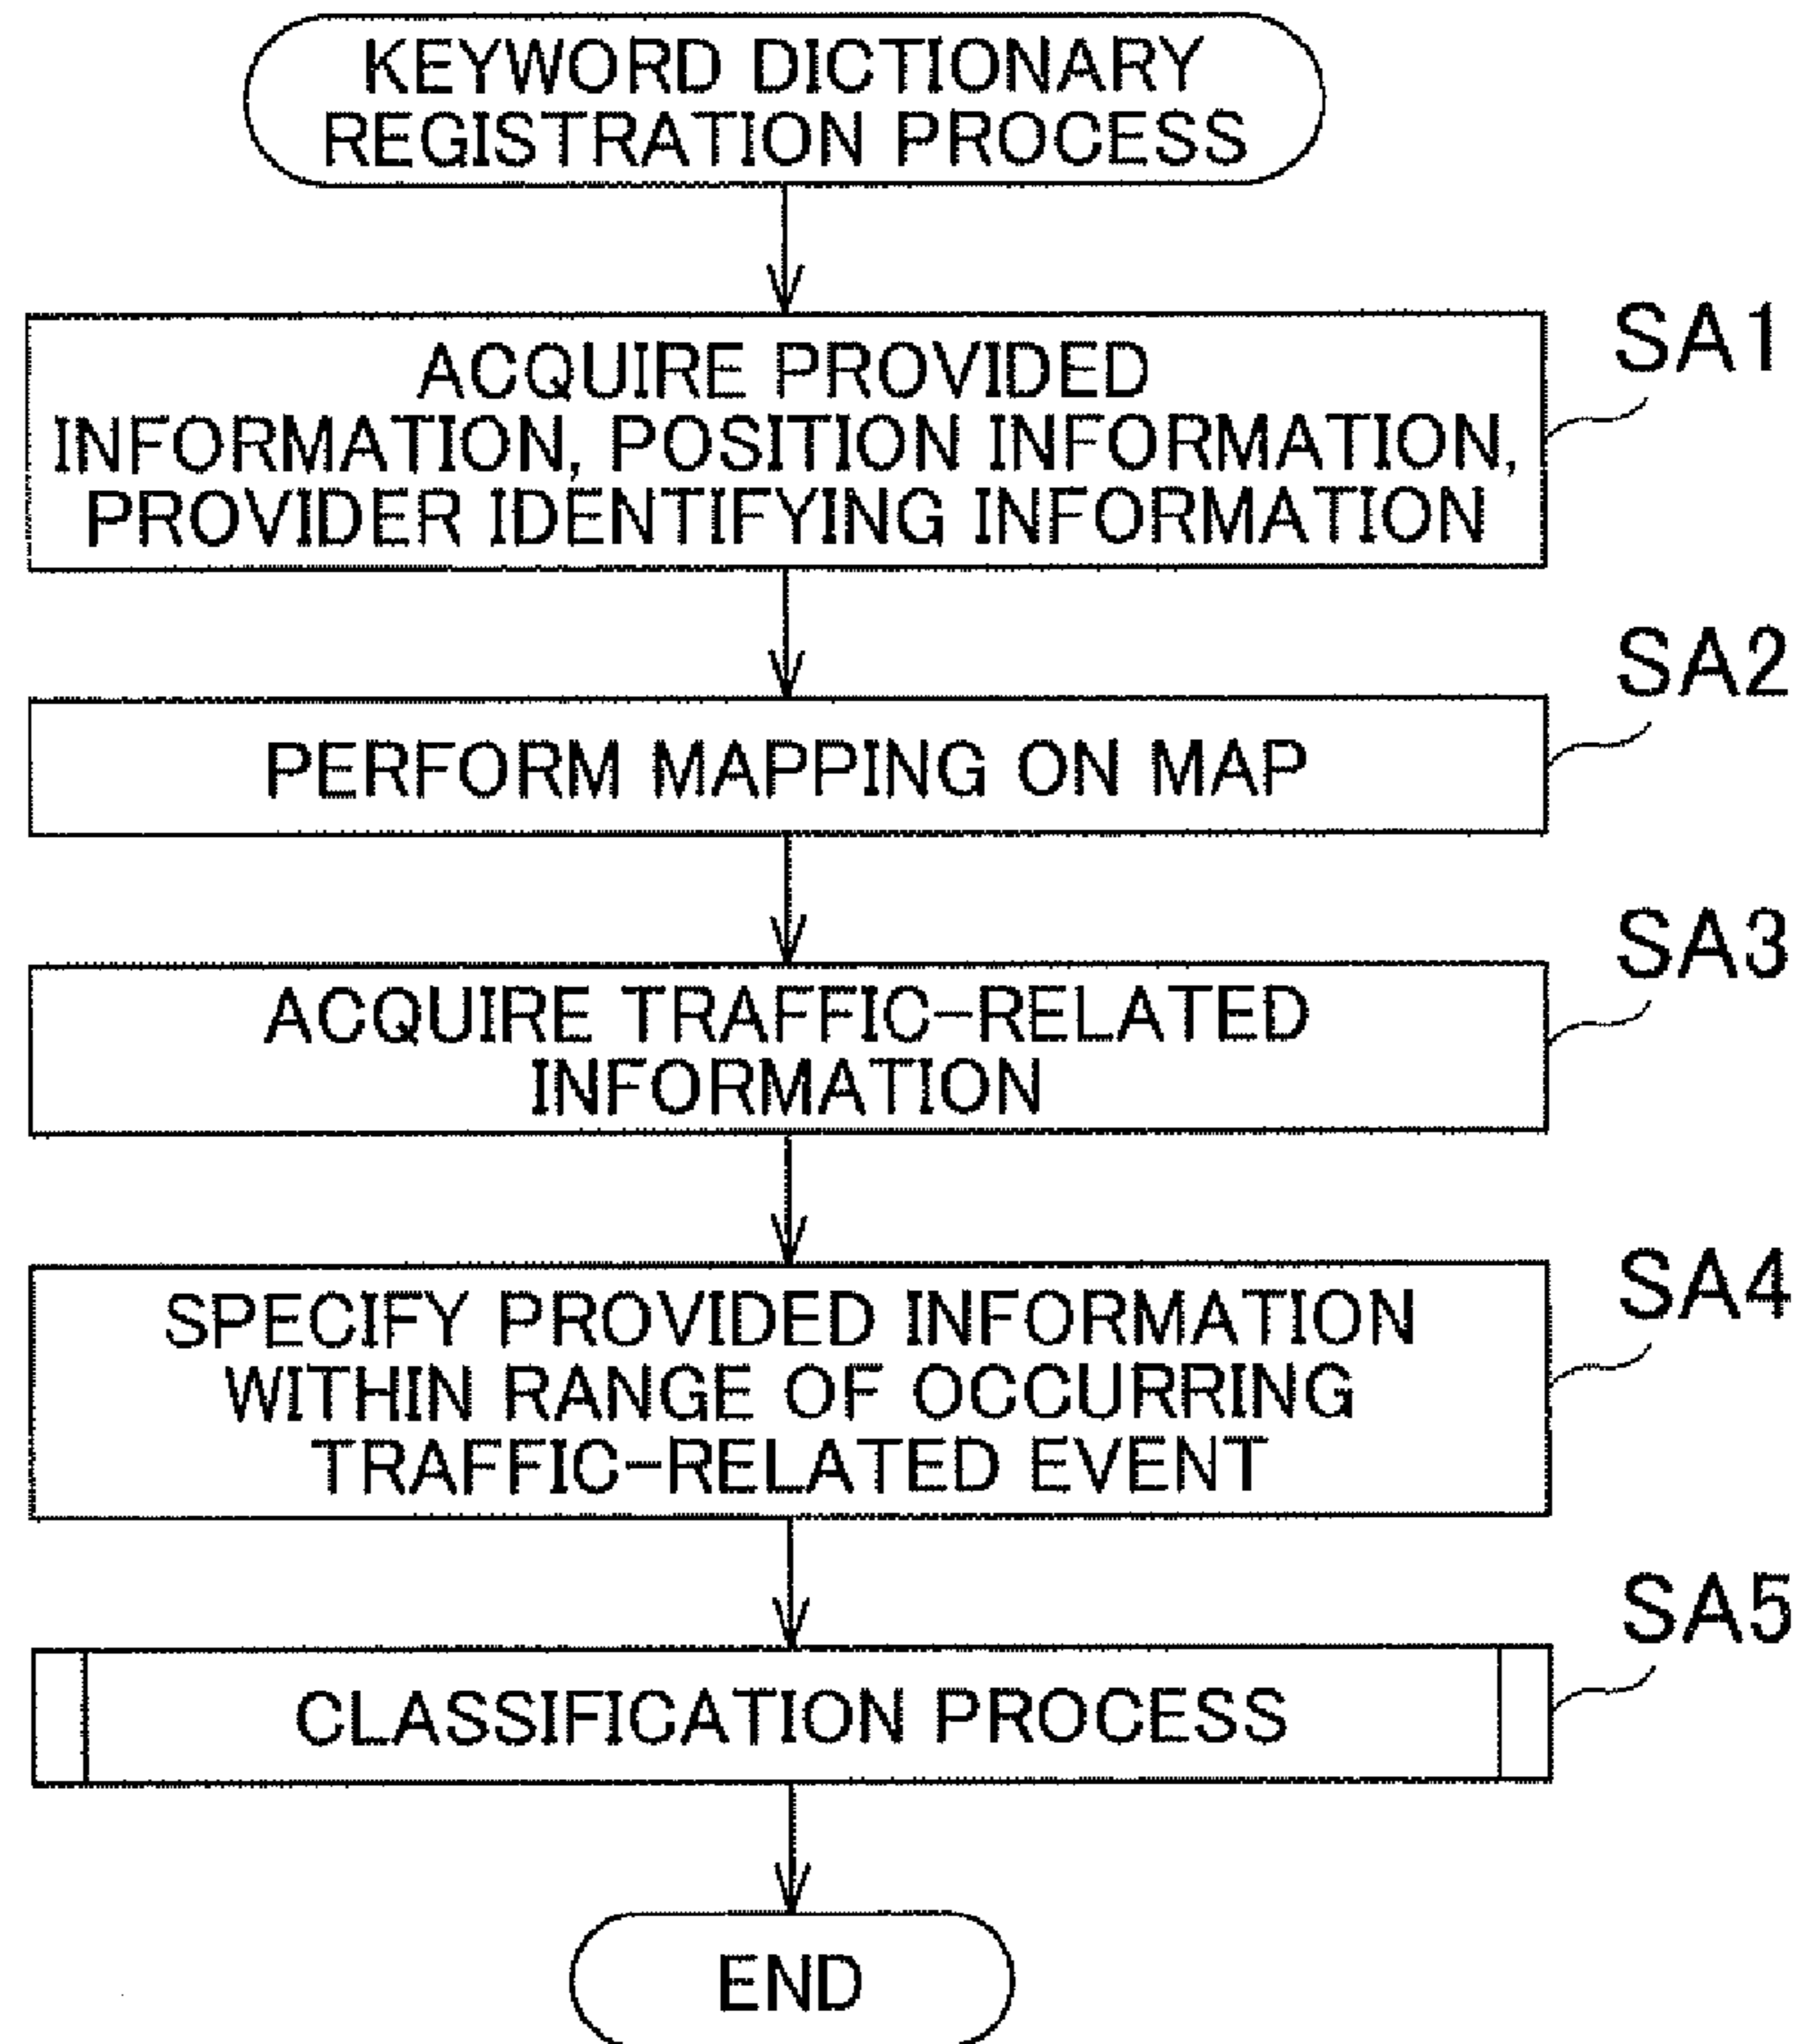 KEYWORD DICTIONARY
REGISTRATION PROCESS
SA1
ACQUIRE PROVIDED
INFORMATION, POSITION INFORMATION,
PROVIDER IDENTIFYING INFORMATION
SA2
PERFORM MAPPING ON MAP
SA3
ACQUIRE TRAFFIC-RELATED
INFORMATION
SA4
SPECIFY PROVIDED INFORMATION
WITHIN RANGE OF OCCURRING
TRAFFIC-RELATED EVENT
SA5
CLASSIFICATION PROCESS
END